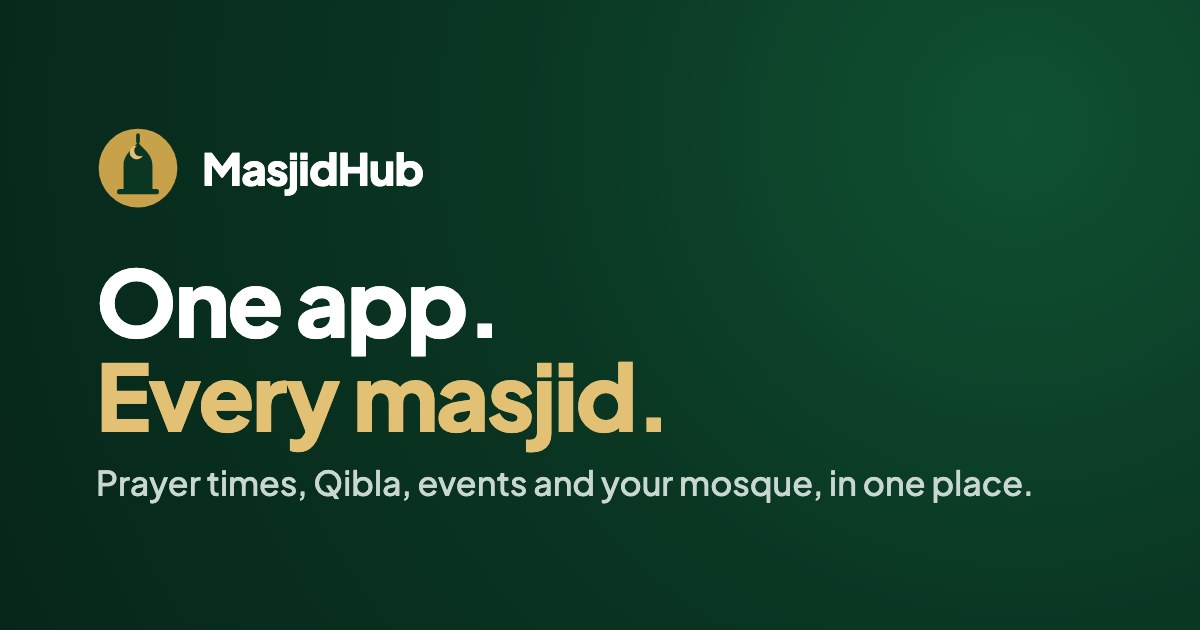 MasjidHub
One app.
Every masjid.
Prayer times, Qibla, events and your mosque, in one place.